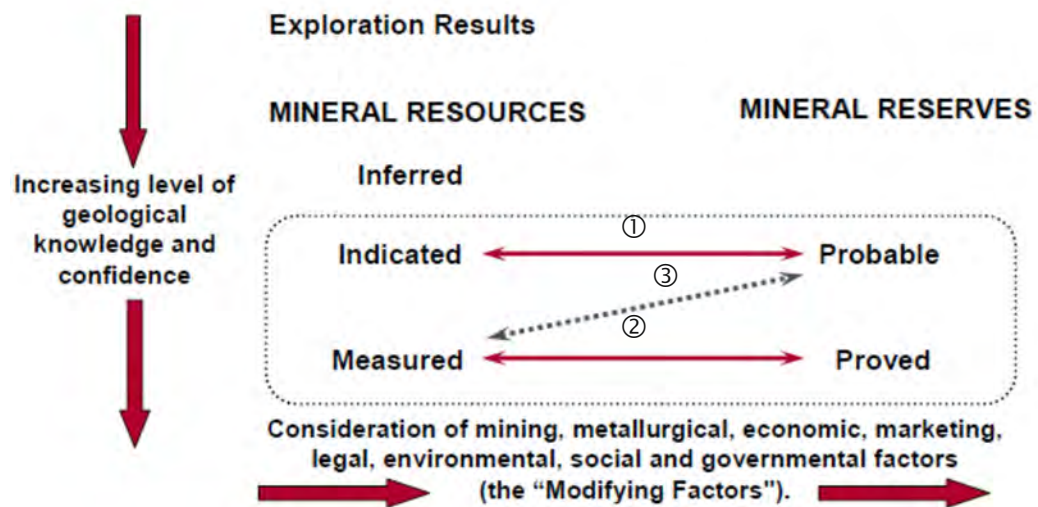 Exploration Results
MINERAL RESOURCES
MINERAL RESERVES
Increasing level of
geological
knowledge and
confidence
Inferred
①
Indicated
Probable
③
②
Measured
Proved
Consideration of mining, metallurgical, economic, marketing,
legal, environmental, social and governmental factors
(the “Modifying Factors").